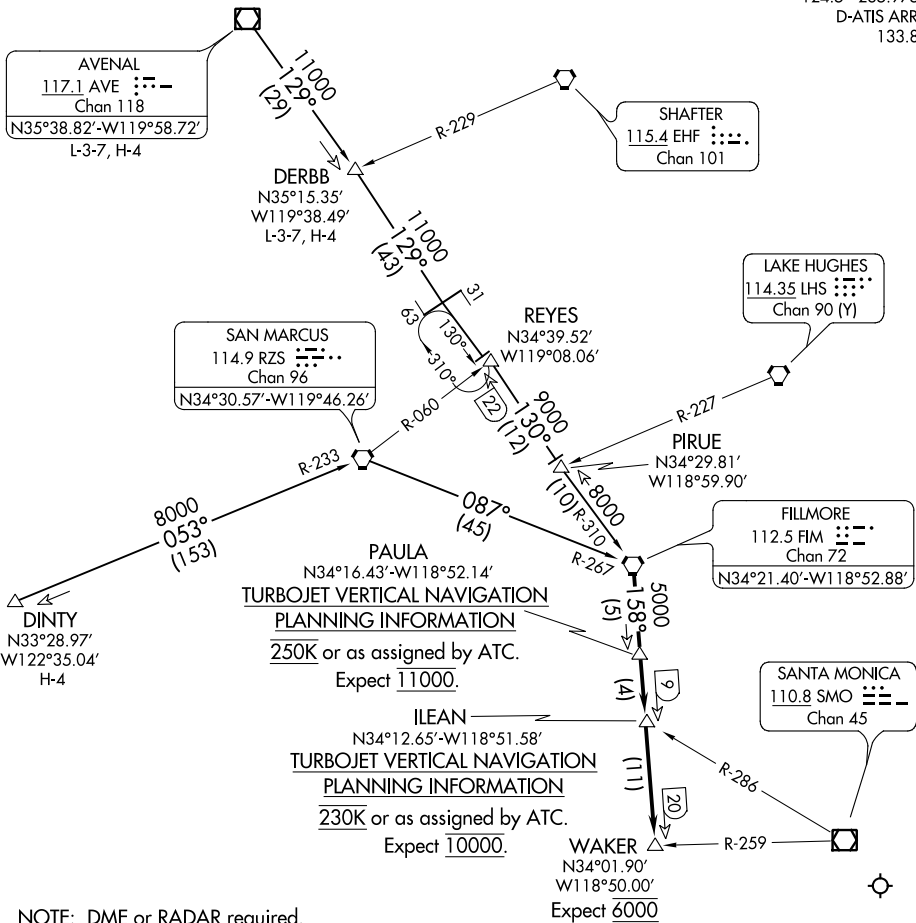 D-ATIS ARR
133.8
AVENAL
117.1 AVE
Chan 118
N35°38.82'-W119°58.72'
L-3-7, H-4
11000
129°
(29)
SHAFTER
115.4 EHF
Chan 101
R-229
DERBB
N35°15.35'
W119°38.49'
L-3-7, H-4
11000
129°
(43)
LAKE HUGHES
114.35 LHS
Chan 90 (Y)
31
63
130°
310°
REYES
N34°39.52'
W119°08.06'
22
SAN MARCUS
114.9 RZS
Chan 96
N34°30.57'-W119°46.26'
R-060
R-233
9000
130°
(12)
R-227
PIRUE
N34°29.81'
W118°59.90'
8000
R-310
(10)
8000
053°
(153)
087°
(45)
R-267
FILLMORE
112.5 FIM
Chan 72
N34°21.40'-W118°52.88'
DINTY
N33°28.97'
W122°35.04'
H-4
PAULA
N34°16.43'-W118°52.14'
TURBOJET VERTICAL NAVIGATION
PLANNING INFORMATION
250K or as assigned by ATC.
Expect 11000.
5000
158°
(5)
9
(4)
SANTA MONICA
110.8 SMO
Chan 45
ILEAN
N34°12.65'-W118°51.58'
TURBOJET VERTICAL NAVIGATION
PLANNING INFORMATION
230K or as assigned by ATC.
Expect 10000.
R-286
(11)
20
R-259
WAKER
N34°01.90'
W118°50.00'
Expect 6000
NOTE: DME or RADAR required.